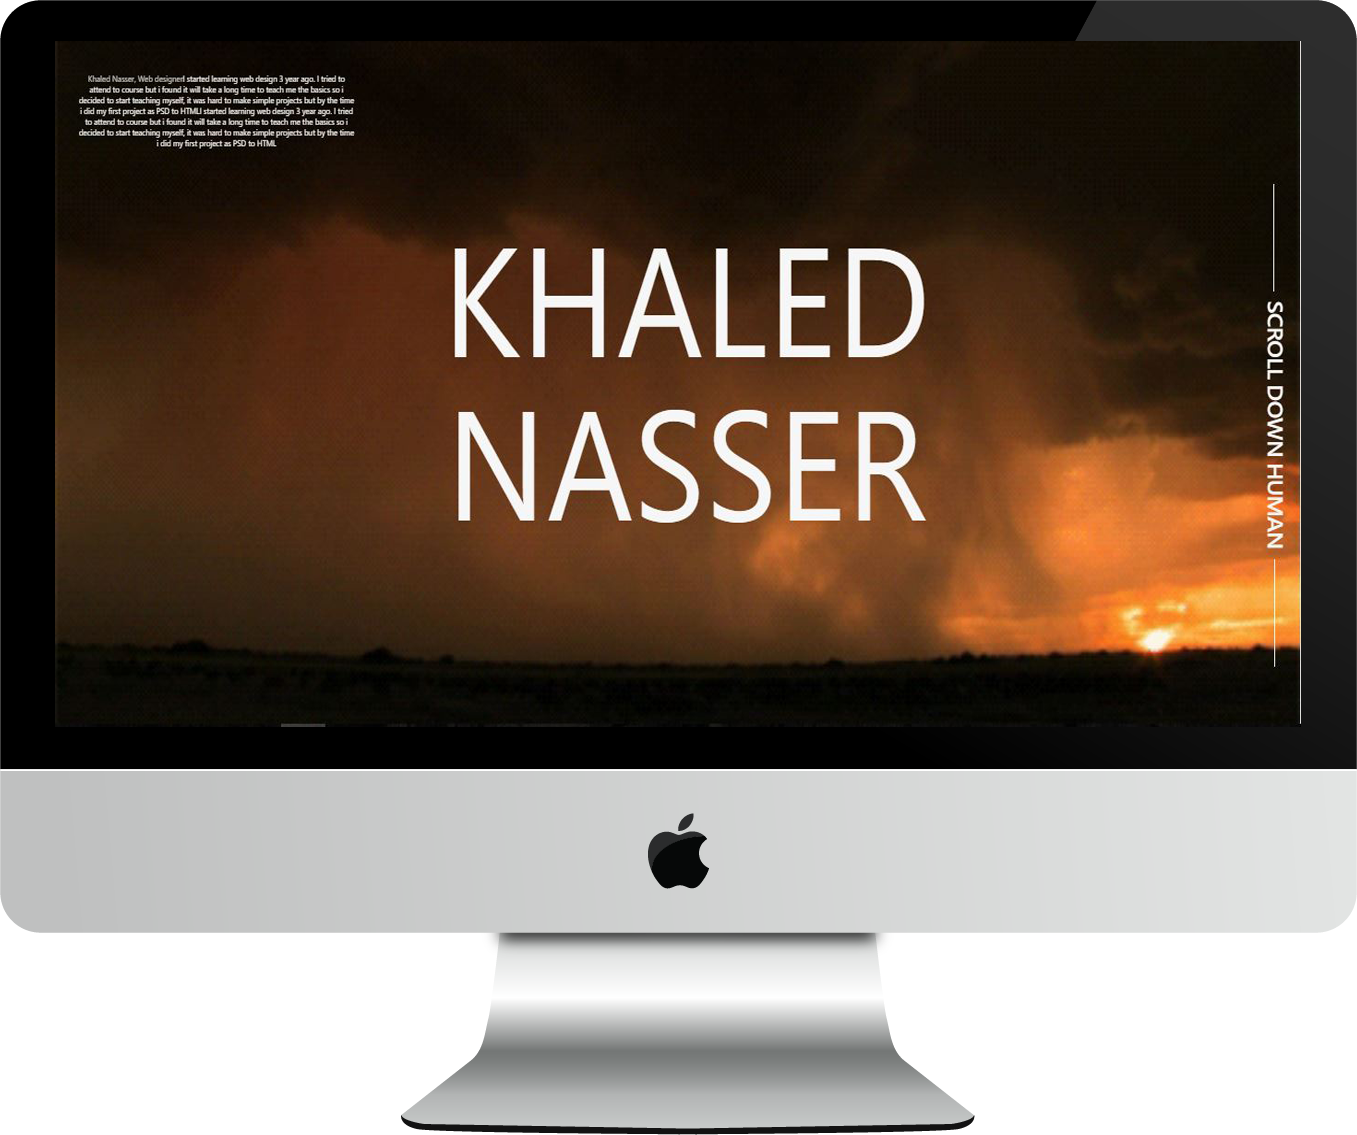 Khaled Nasser, Web designerI started learning web design 3 year ago. I tried to
attend to course but i found it will take a long time to teach me the basics so i
decided to start teaching myself, it was hard to make simple projects but by the time
i did my first project as PSD to HTMLI started learning web design 3 year ago. I tried
to attend to course but i found it will take a long time to teach me the basics so i
decided to start teaching myself, it was hard to make simple projects but by the time
i did my first project as PSD to HTML
KHALED
NASSER
SCROLL DOWN HUMAN